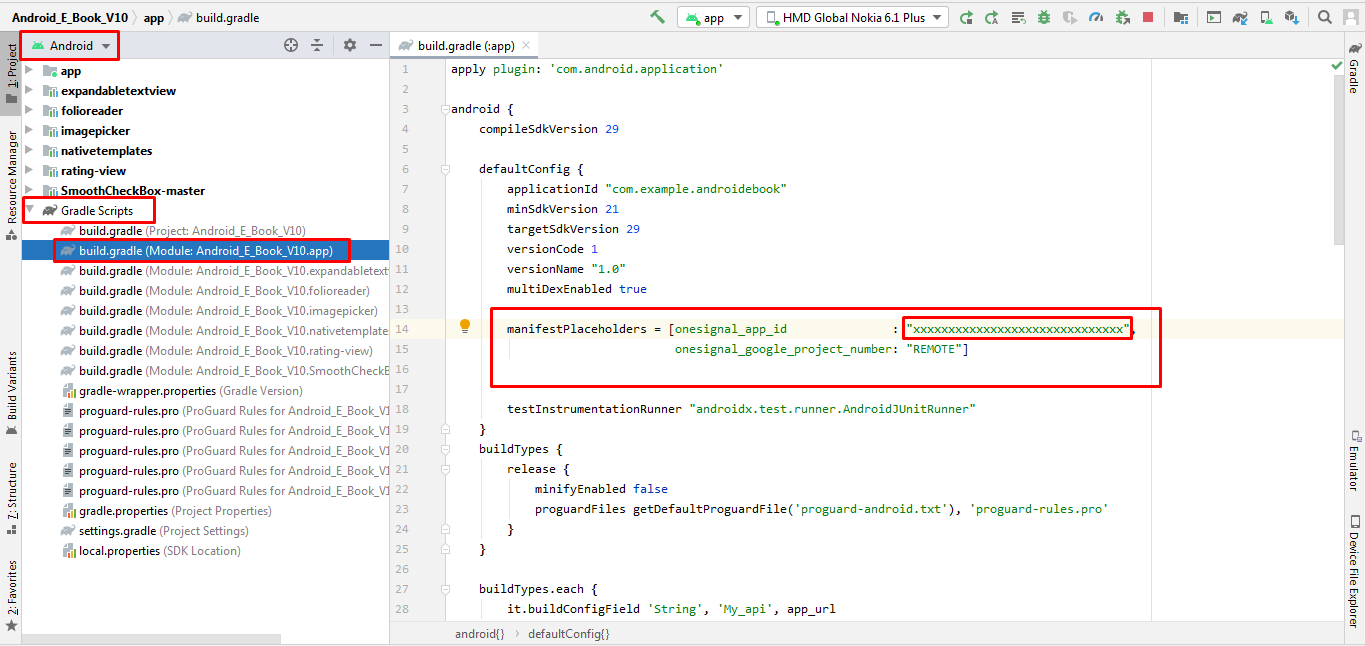 Android_E_Book_V10 app build.gradle
app HMD Global Nokia 6.1 Plus
1: Project
Resource Manager
Build Variants
7: Structure
2: Favorites
Android
app
expandabletextview
folioreader
imagepicker
nativetemplates
rating-view
SmoothCheckBox-master
Gradle Scripts
build.gradle (Project: Android_E_Book_V10)
build.gradle (Module: Android_E_Book_V10.app)
build.gradle (Module: Android_E_Book_V10.expandabletext
build.gradle (Module: Android_E_Book_V10.folioreader)
build.gradle (Module: Android_E_Book_V10.imagepicker)
build.gradle (Module: Android_E_Book_V10.nativetemplate
build.gradle (Module: Android_E_Book_V10.rating-view)
build.gradle (Module: Android_E_Book_V10.SmoothCheckB
gradle-wrapper.properties (Gradle Version)
proguard-rules.pro (ProGuard Rules for Android_E_Book_V1
proguard-rules.pro (ProGuard Rules for Android_E_Book_V1
proguard-rules.pro (ProGuard Rules for Android_E_Book_V1
proguard-rules.pro (ProGuard Rules for Android_E_Book_V1
proguard-rules.pro (ProGuard Rules for Android_E_Book_V1
gradle.properties (Project Properties)
settings.gradle (Project Settings)
local.properties (SDK Location)
build.gradle (:app)
1 apply plugin: 'com.android.application'
2
3 android {
4 compileSdkVersion 29
5
6 defaultConfig {
7 applicationId "com.example.androidebook"
8 minSdkVersion 21
9 targetSdkVersion 29
10 versionCode 1
11 versionName "1.0"
12 multiDexEnabled true
13
14 manifestPlaceholders = [onesignal_app_id : "xxxxxxxxxxxxxxxxxxxxxxxxxxxxxx",
15 onesignal_google_project_number: "REMOTE"]
16
17
18 testInstrumentationRunner "androidx.test.runner.AndroidJUnitRunner"
19 }
20 buildTypes {
21 release {
22 minifyEnabled false
23 proguardFiles getDefaultProguardFile('proguard-android.txt'), 'proguard-rules.pro'
24 }
25 }
26
27 buildTypes.each {
28 it.buildConfigField 'String', 'My_api', app_url
android{} defaultConfig{}
Gradle
Emulator
Device File Explorer